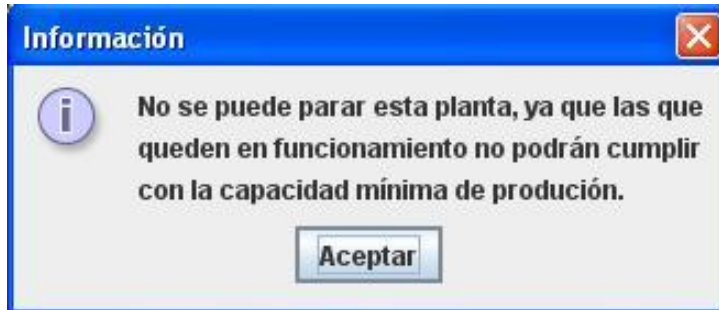 Información
No se puede parar esta planta, ya que las que
queden en funcionamiento no podrán cumplir
con la capacidad mínima de produción.
Aceptar